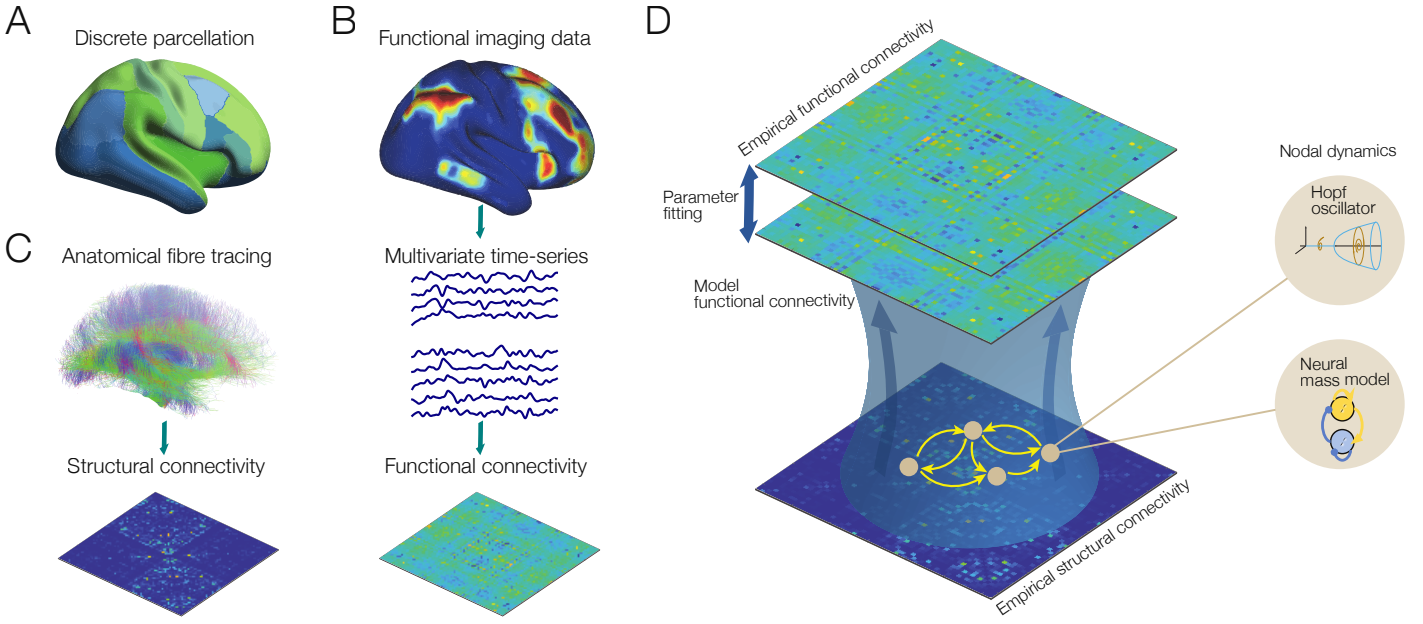 A
Discrete parcellation
B
Functional imaging data
Multivariate time-series
Functional connectivity
C
Anatomical fibre tracing
Structural connectivity
D
Empirical functional connectivity
Parameter
fitting
Model
functional connectivity
Empirical structural connectivity
Nodal dynamics
Hopf
oscillator
Neural
mass model